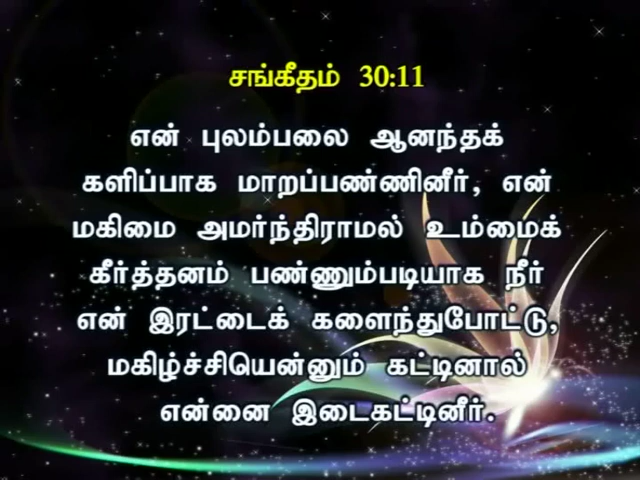 சங்கீதம் 30:11
என் புலம்பலை ஆனந்தக்
களிப்பாக மாறப்பண்ணினீர், என்
மகிமை அமர்ந்திராமல் உம்மைக்
கீர்த்தனம் பண்ணும்படியாக நீர்
என் இரட்டைக் களைந்துபோட்டு,
மகிழ்ச்சியென்னும் கட்டினால்
என்னை இடைகட்டினீர்.